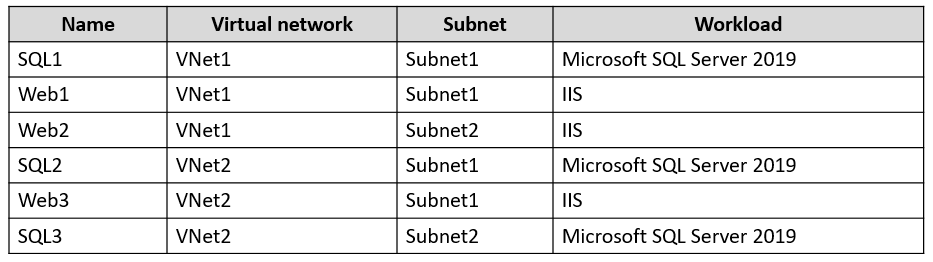 Name Virtual network Subnet Workload
SQL1 VNet1 Subnet1 Microsoft SQL Server 2019
Web1 VNet1 Subnet1 IIS
Web2 VNet1 Subnet2 IIS
SQL2 VNet2 Subnet1 Microsoft SQL Server 2019
Web3 VNet2 Subnet1 IIS
SQL3 VNet2 Subnet2 Microsoft SQL Server 2019